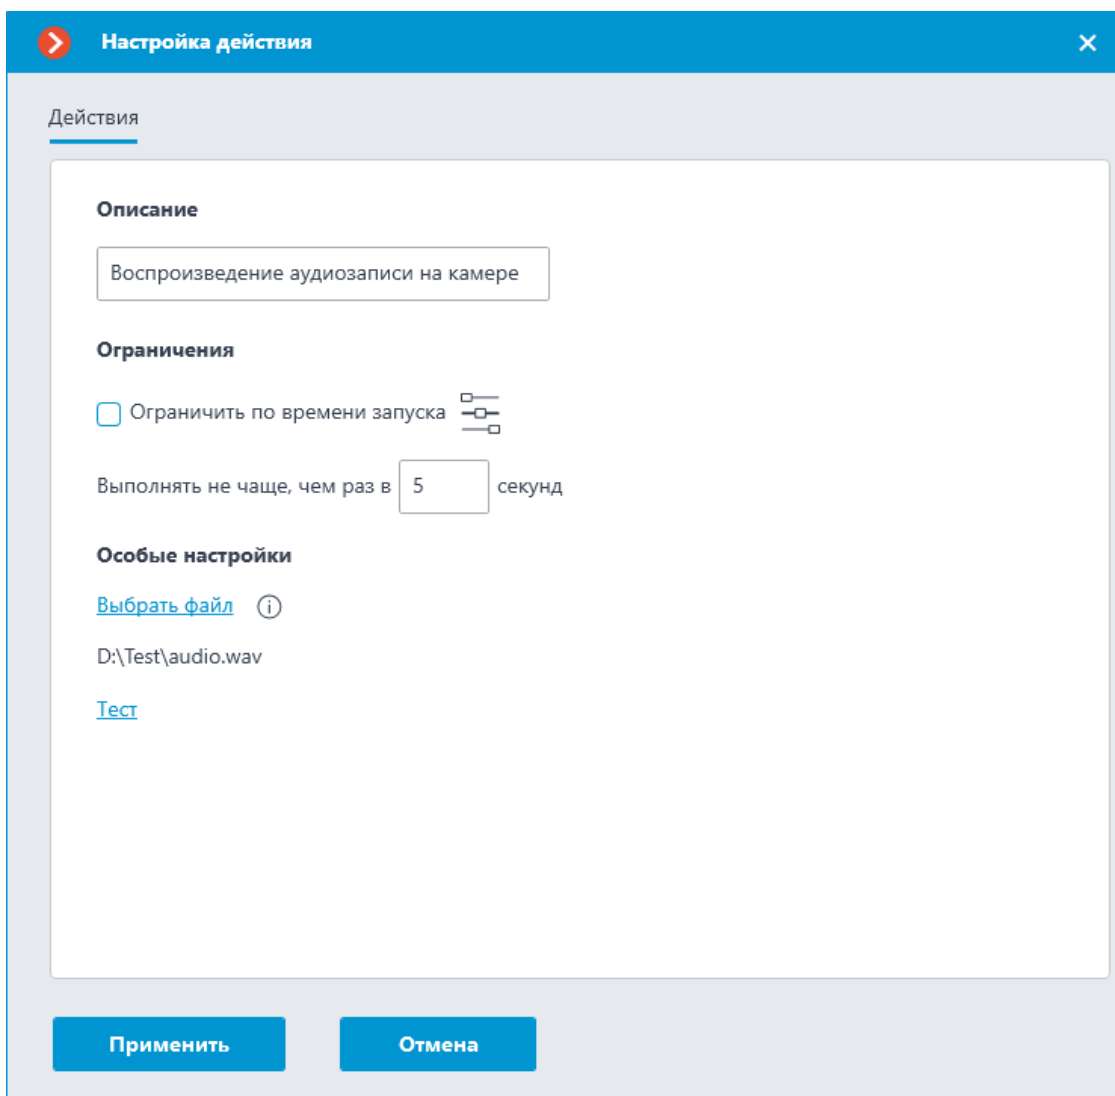 Настройка действия
Действия
Описание
Воспроизведение аудиозаписи на камере
Ограничения
Ограничить по времени запуска
Выполнять не чаще, чем раз в 5 секунд
Особые настройки
Выбрать файл
D:\Test\audio.wav
Тест
Применить Отмена